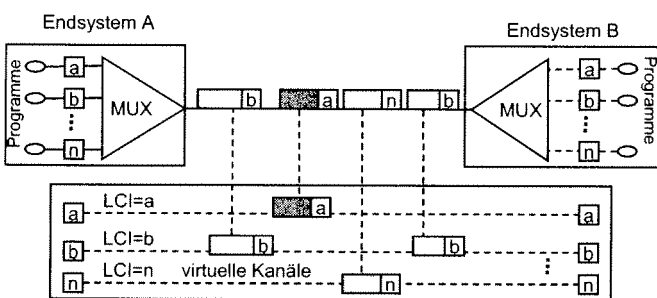 Endsystem A
Endsystem B
Programme
a
b
n
MUX
b
a
n
b
MUX
a
b
n
Programme
a
LCI=a
a
a
b
LCI=b
b
b
b
n
LCI=n
virtuelle Kanäle
n
n